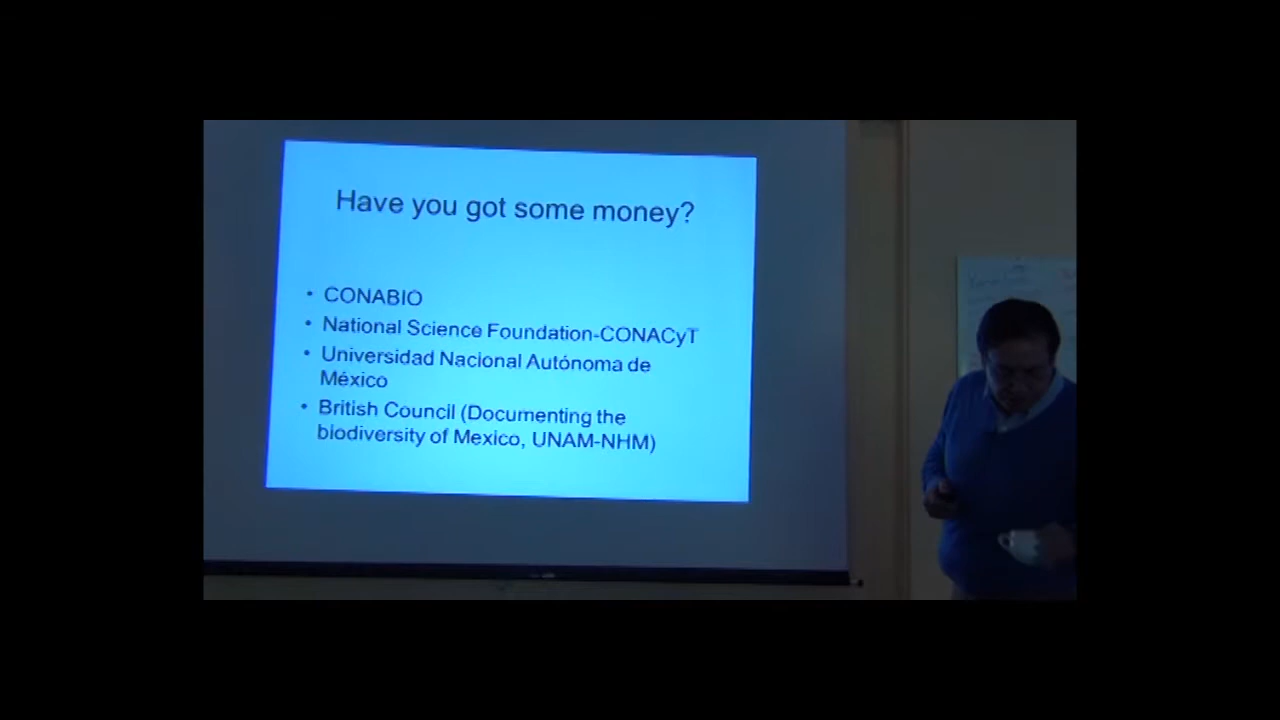 Have you got some money?
• CONABIO
• National Science Foundation-CONACyT
• Universidad Nacional Autónoma de
México
• British Council (Documenting the
biodiversity of Mexico, UNAM-NHM)